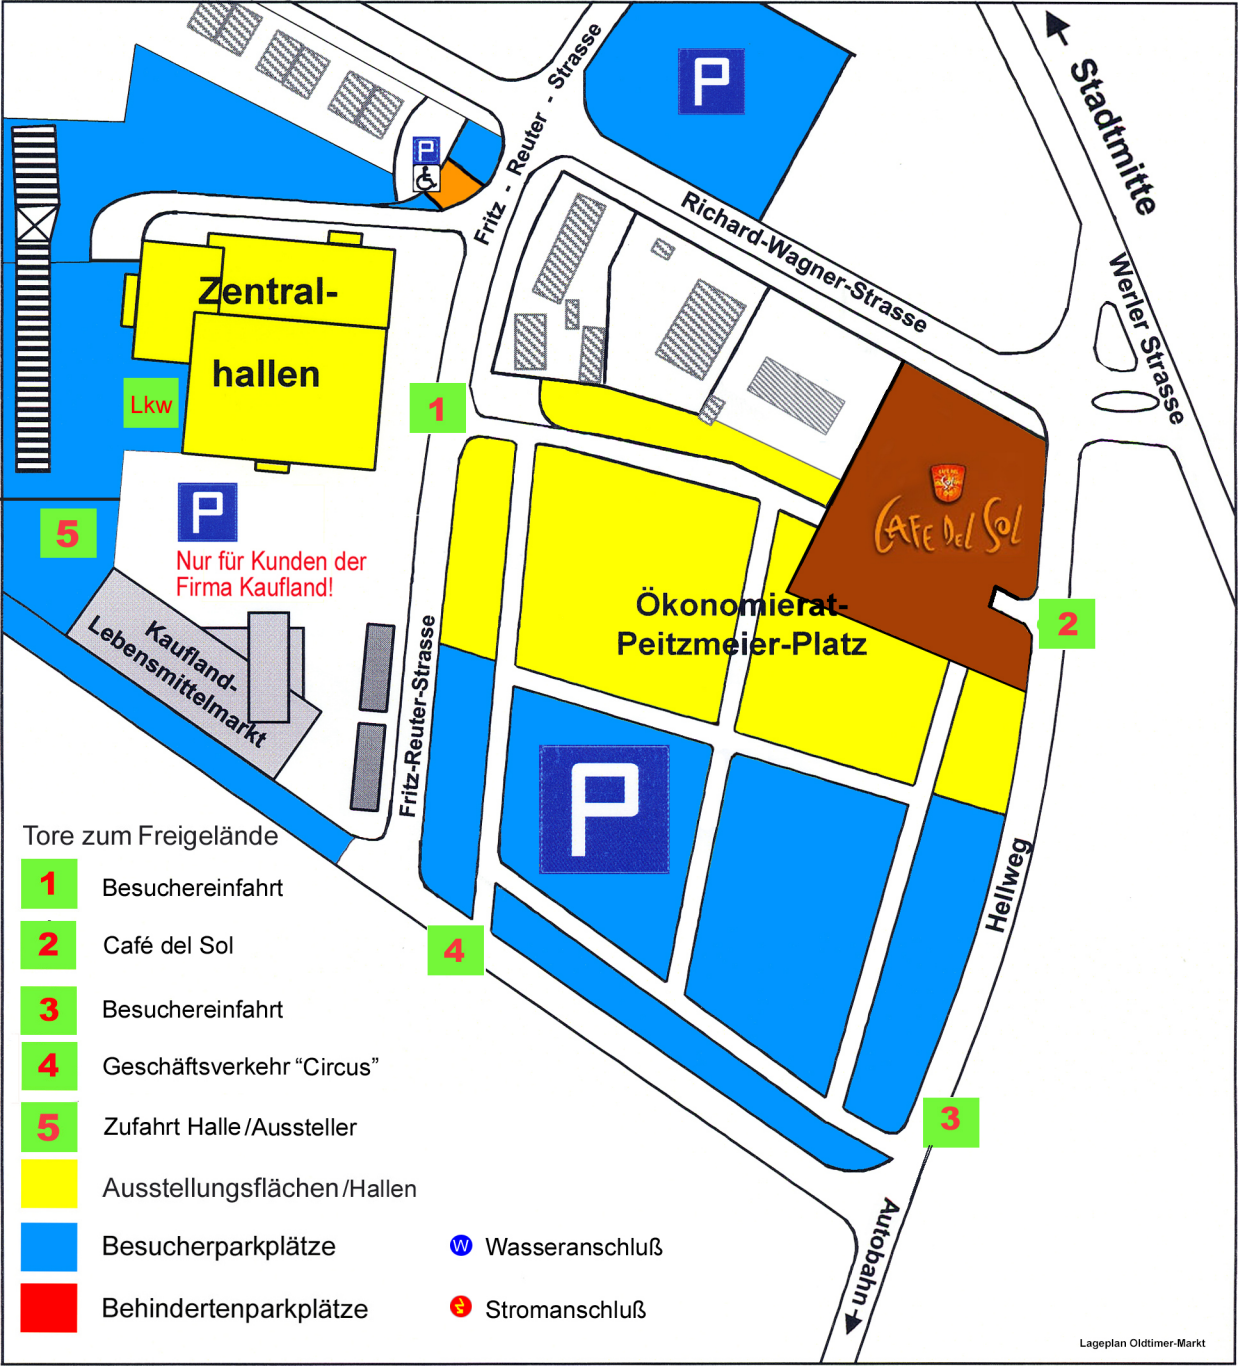 Stadtmitte
P
Fritz - Reuter - Strasse
P
Richard-Wagner-Strasse
Werler Strasse
Zentral-
hallen
Lkw
1
CAFE DEL SOL
P
5
Nur für Kunden der
Firma Kaufland!
Ökonomierat-
Peitzmeier-Platz
2
Kaufland-
Lebensmittelmarkt
Fritz-Reuter-Strasse
P
Hellweg
4
3
Autobahn
Tore zum Freigelände
1 Besuchereinfahrt
2 Café del Sol
3 Besuchereinfahrt
4 Geschäftsverkehr “Circus”
5 Zufahrt Halle/Aussteller
Ausstellungsflächen/Hallen
Besucherparkplätze
Behindertenparkplätze
W Wasseranschluß
Stromanschluß
Lageplan Oldtimer-Markt